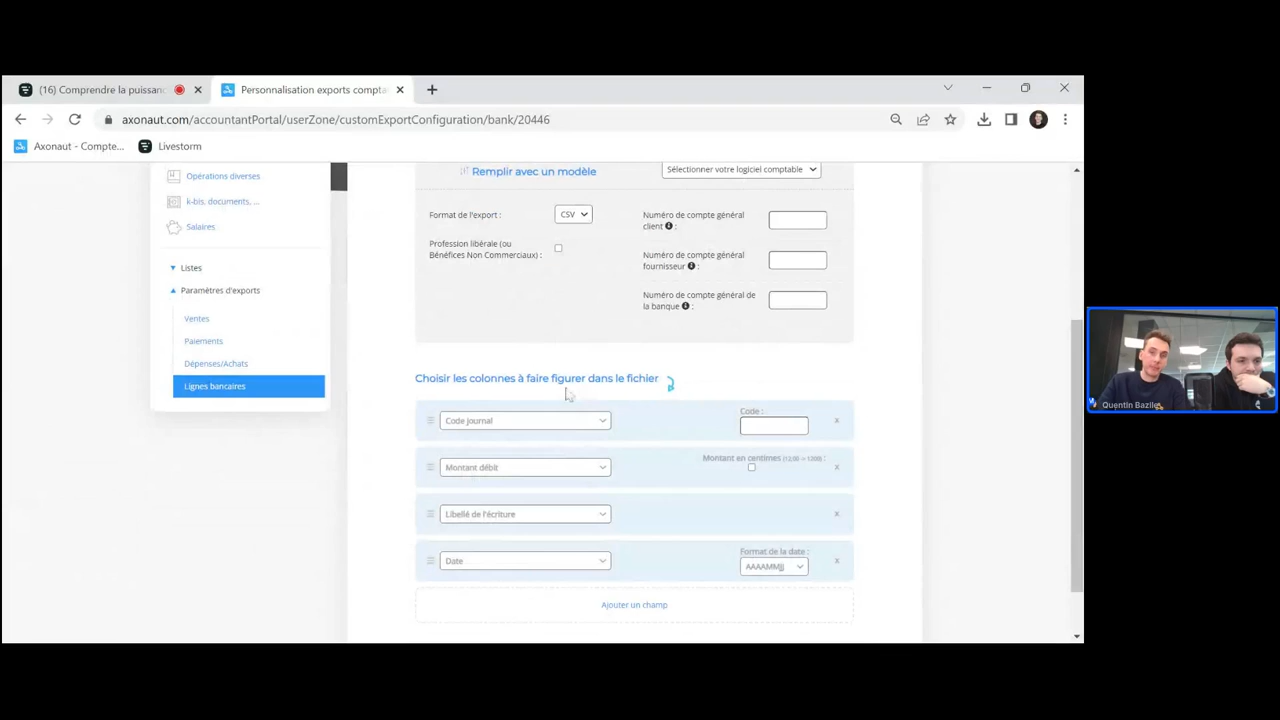 (16) Comprendre la puissanc
Personnalisation exports compta
axonaut.com/accountantPortal/userZone/customExportConfiguration/bank/20446
Axonaut - Compte...
Livestorm
Opérations diverses
k-bis. documents, ...
Salaires
Listes
Paramètres d'exports
Ventes
Paiements
Dépenses/Achats
Lignes bancaires
Remplir avec un modèle
Sélectionner votre logiciel comptable
Format de l'export :
CSV
Numéro de compte général
client :
Profession libérale (ou
Bénéfices Non Commerciaux) :
Numéro de compte général
fournisseur :
Numéro de compte général de
la banque :
Choisir les colonnes à faire figurer dans le fichier
Code journal
Code :
x
Montant débit
Montant en centimes (12,00 -> 1200) :
x
Libellé de l'écriture
x
Date
Format de la date :
AAAAMMJJ
x
Ajouter un champ
Quentin Bazile